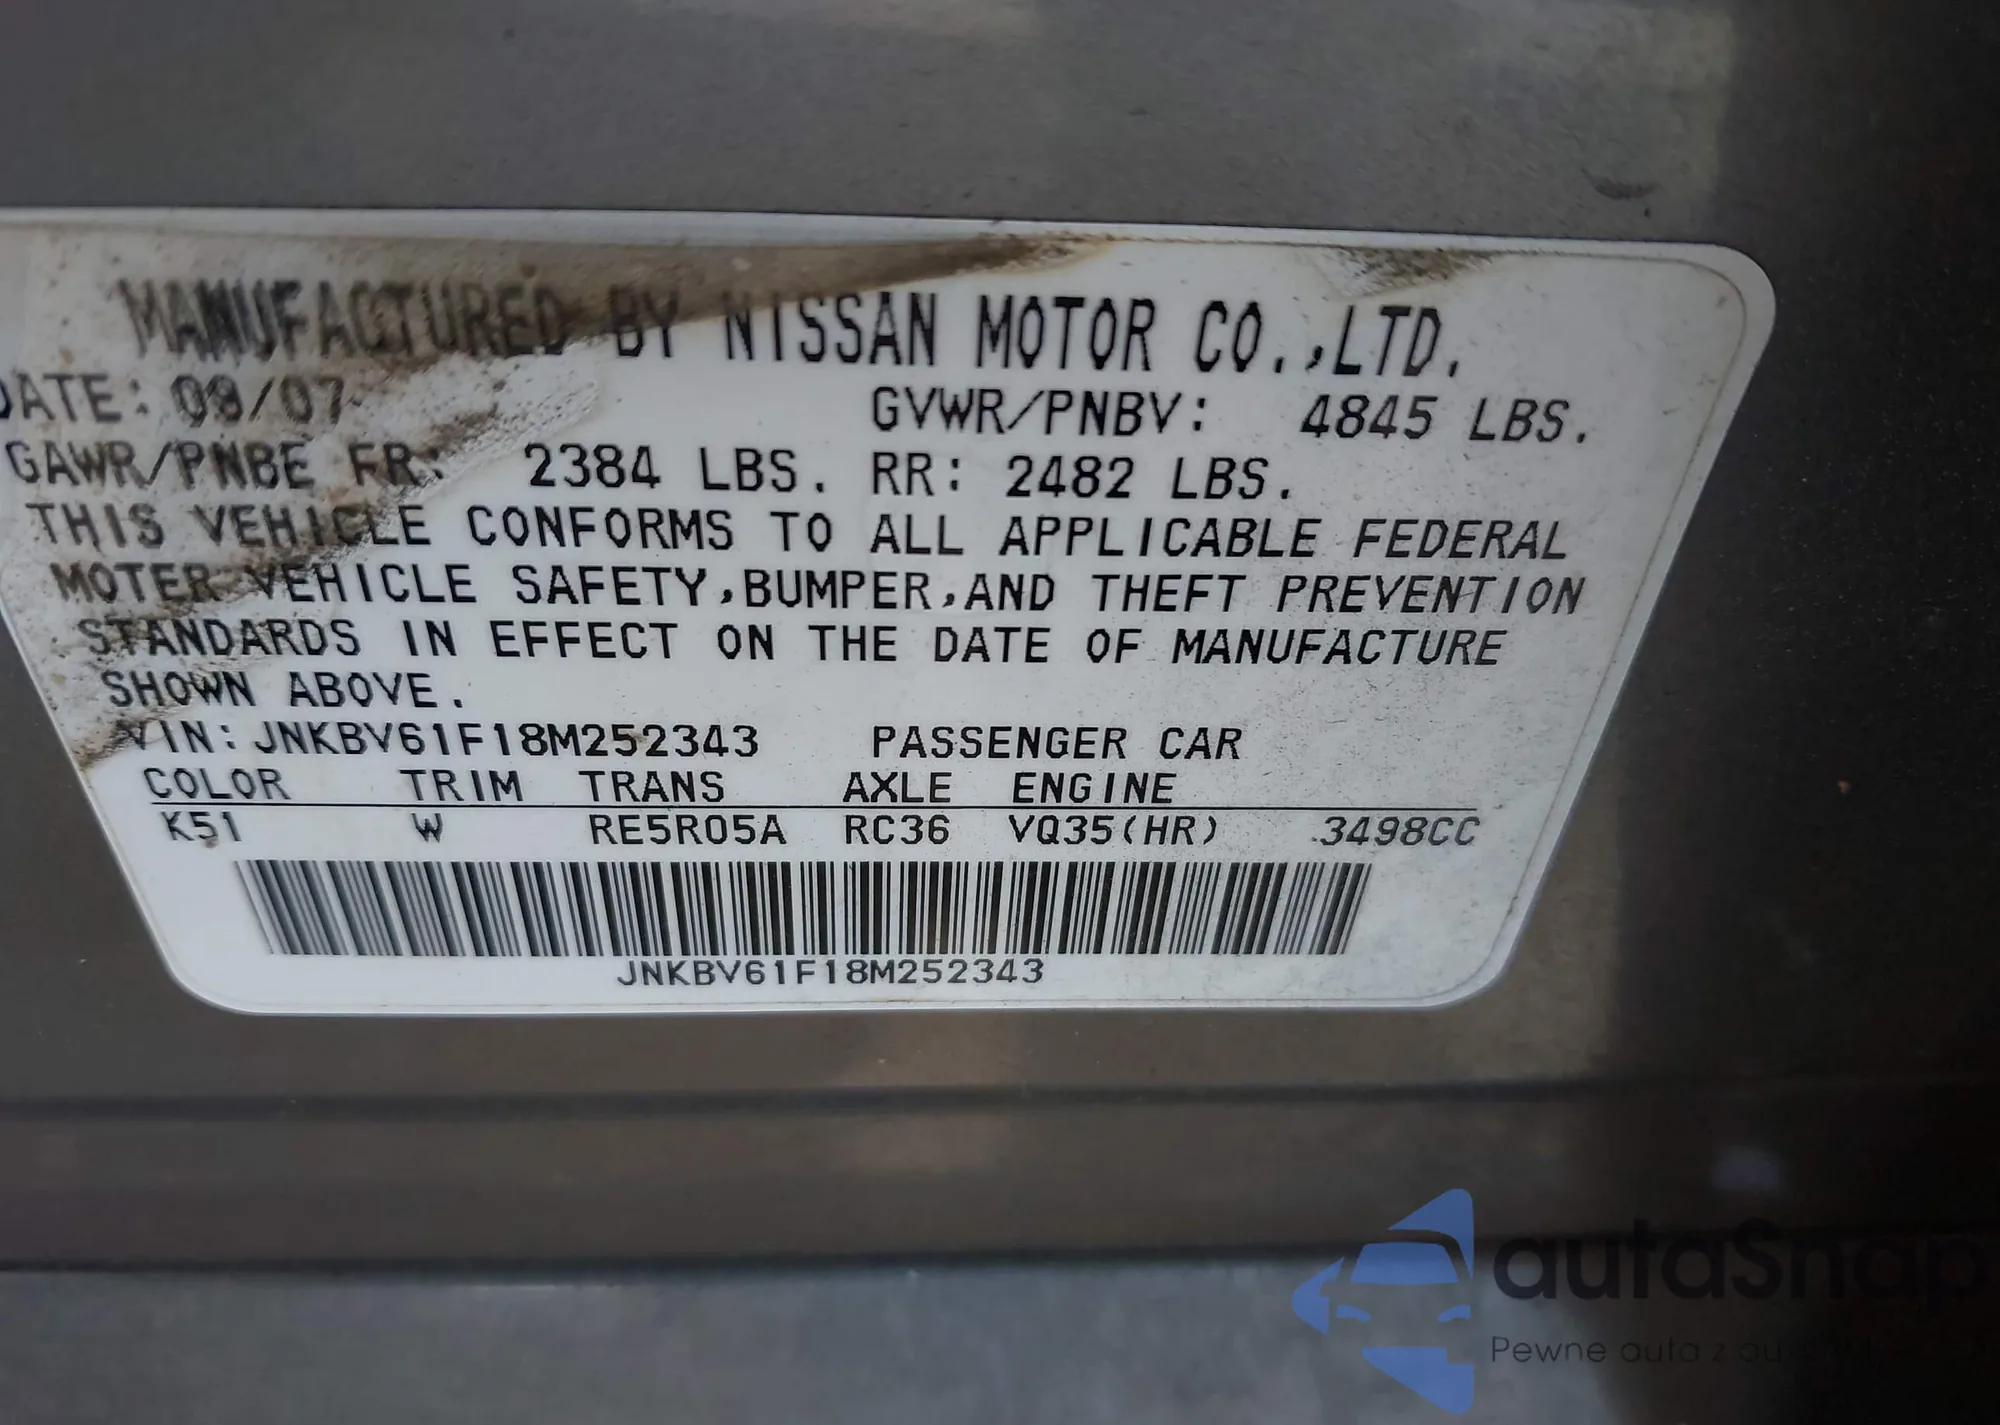 MANUFACTURED BY NISSAN MOTOR CO.,LTD.
DATE: 09/07 GVWR/PNBV: 4845 LBS.
GAWR/PNBE FR: 2384 LBS. RR: 2482 LBS.
THIS VEHICLE CONFORMS TO ALL APPLICABLE FEDERAL
MOTER VEHICLE SAFETY,BUMPER,AND THEFT PREVENTION
STANDARDS IN EFFECT ON THE DATE OF MANUFACTURE
SHOWN ABOVE.
VIN: JNKBV61F18M252343 PASSENGER CAR
COLOR TRIM TRANS AXLE ENGINE
K51 W RE5R05A RC36 VQ35(HR) 3498CC
JNKBV61F18M252343
autaSnap
Pewne auta z